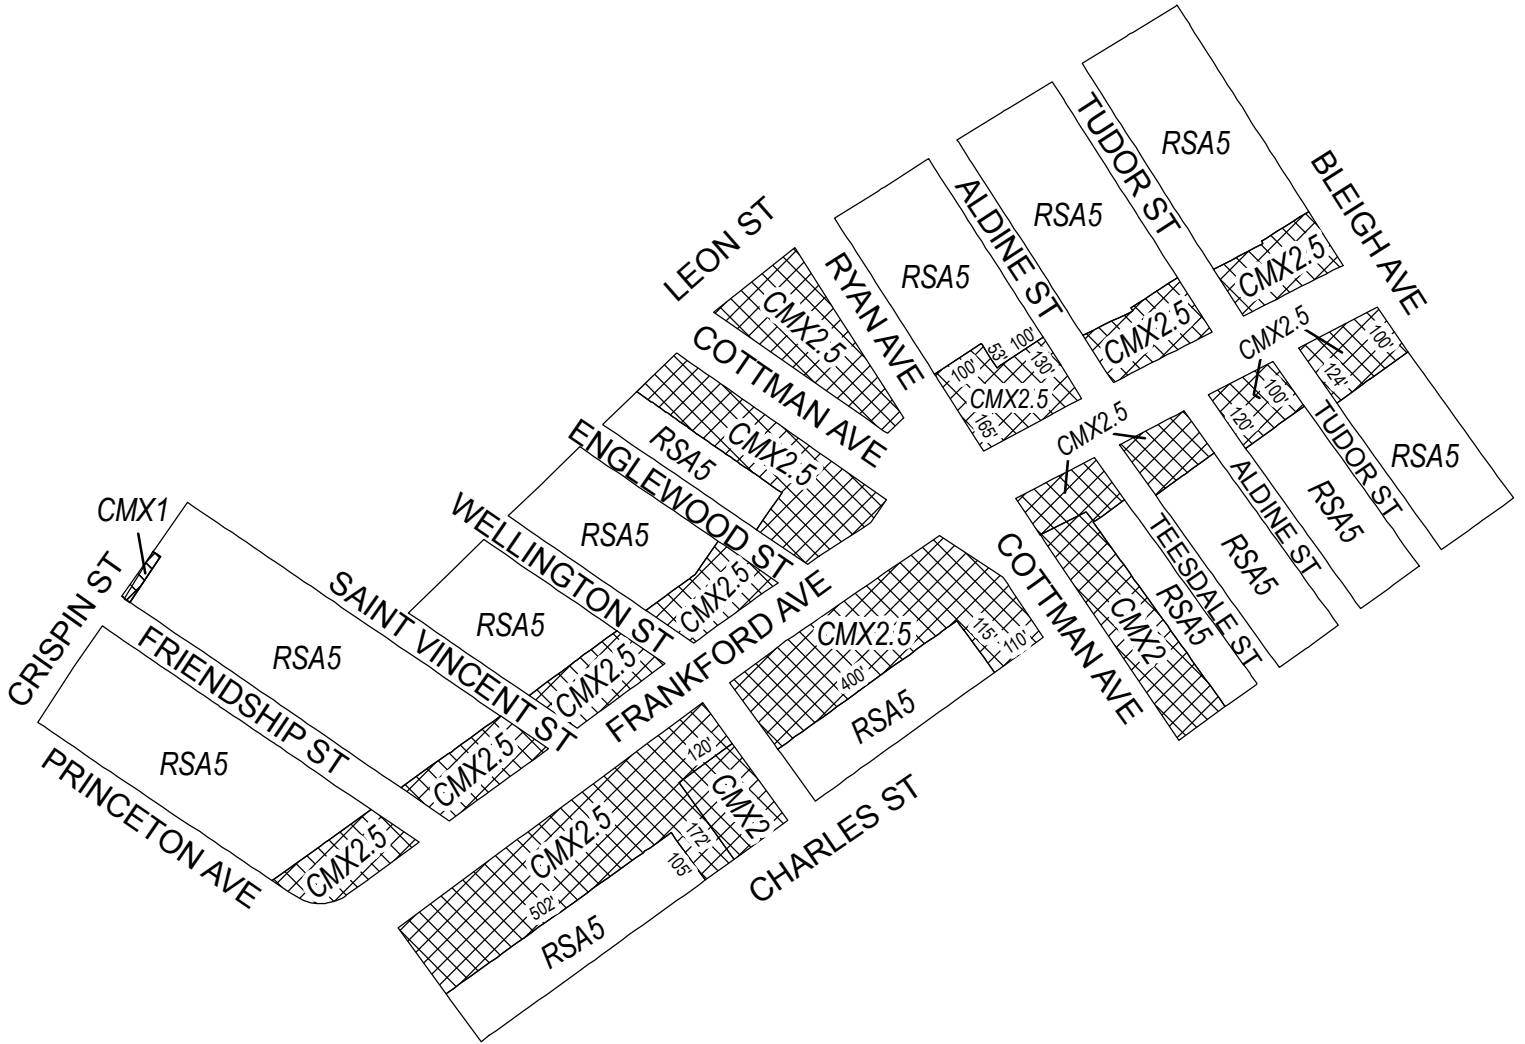 RSA5
TUDOR ST
BLEIGH AVE
RSA5
ALDINE ST
LEON ST
RYAN AVE
RSA5
CMX2.5
CMX2.5
CMX2.5
CMX2.5
COTTMAN AVE
100'
53'
100'
130'
CMX2.5
165'
CMX2.5
100'
124'
100'
120'
CMX2.5
CMX2.5
RSA5
ENGLEWOOD ST
RSA5
TUDOR ST
RSA5
ALDINE ST
RSA5
TEESDALE ST
RSA5
CMX2
COTTMAN AVE
CMX1
WELLINGTON ST
RSA5
CMX2.5
CRISPIN ST
SAINT VINCENT ST
RSA5
CMX2.5
FRANKFORD AVE
CMX2.5
115'
110'
400'
RSA5
FRIENDSHIP ST
RSA5
CMX2.5
RSA5
PRINCETON AVE
CMX2.5
120'
CMX2
CMX2.5
172'
105'
502'
RSA5
CHARLES ST